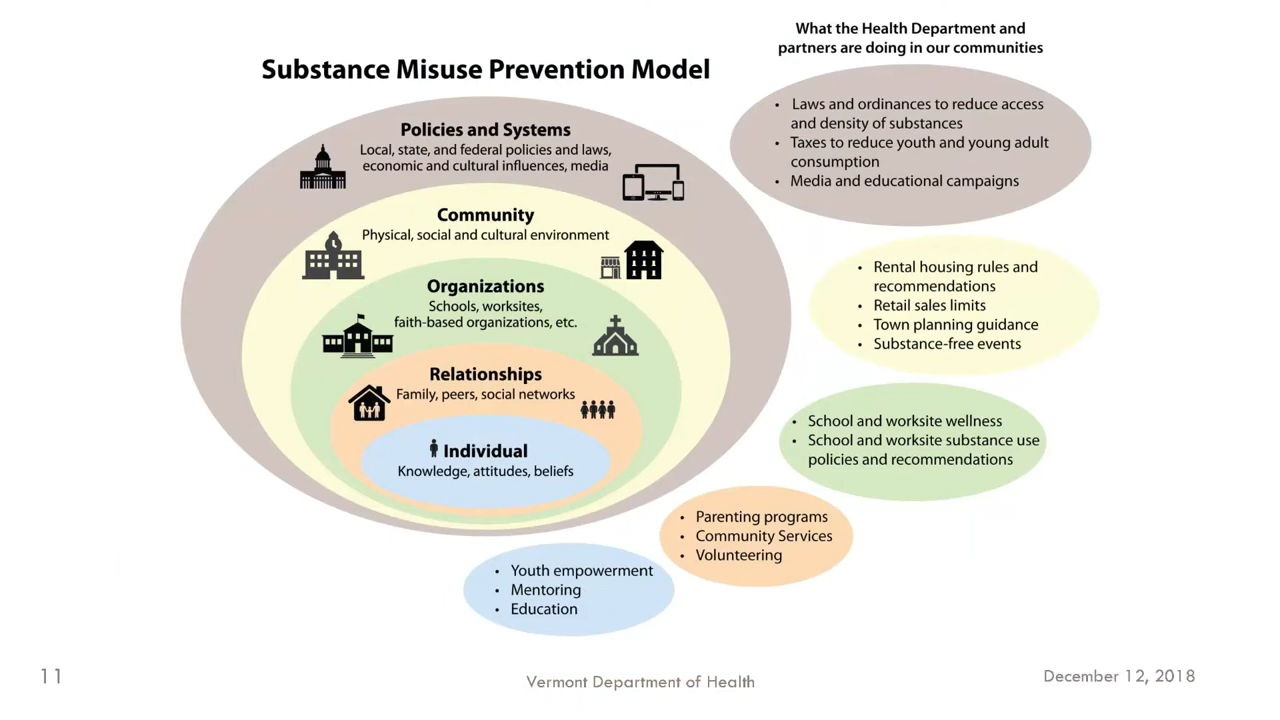 What the Health Department and
partners are doing in our communities
Substance Misuse Prevention Model
Policies and Systems
Local, state, and federal policies and laws,
economic and cultural influences, media
Community
Physical, social and cultural environment
Organizations
Schools, worksites,
faith-based organizations, etc.
Relationships
Family, peers, social networks
Individual
Knowledge, attitudes, beliefs
• Laws and ordinances to reduce access
and density of substances
• Taxes to reduce youth and young adult
consumption
• Media and educational campaigns
• Rental housing rules and
recommendations
• Retail sales limits
• Town planning guidance
• Substance-free events
• School and worksite wellness
• School and worksite substance use
policies and recommendations
• Parenting programs
• Community Services
• Volunteering
• Youth empowerment
• Mentoring
• Education
11
Vermont Department of Health
December 12, 2018